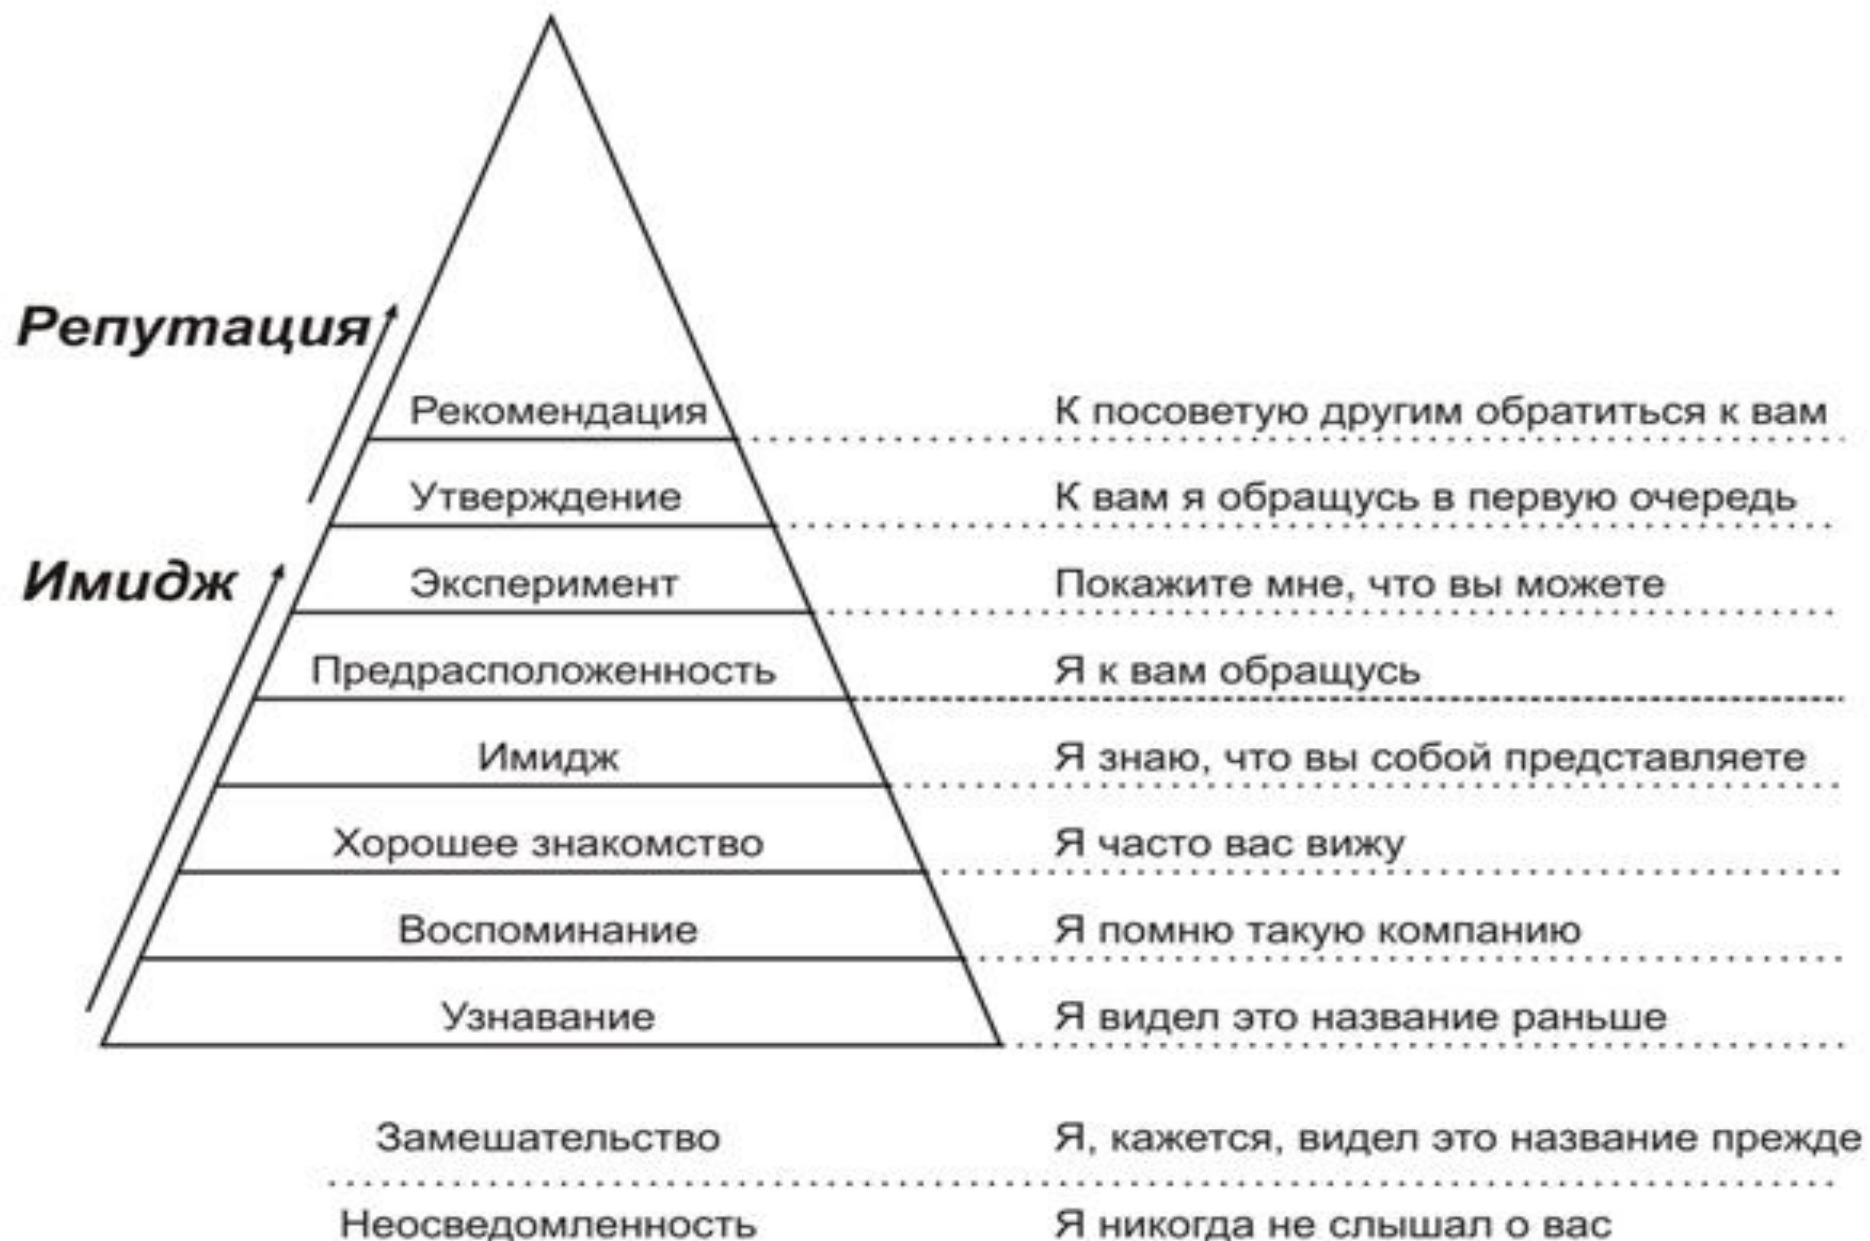 Репутация
Рекомендация К посоветую другим обратиться к вам
Утверждение К вам я обращусь в первую очередь
Имидж
Эксперимент Покажите мне, что вы можете
Предрасположенность Я к вам обращусь
Имидж Я знаю, что вы собой представляете
Хорошее знакомство Я часто вас вижу
Воспоминание Я помню такую компанию
Узнавание Я видел это название раньше
Замешательство Я, кажется, видел это название прежде
Неосведомленность Я никогда не слышал о вас